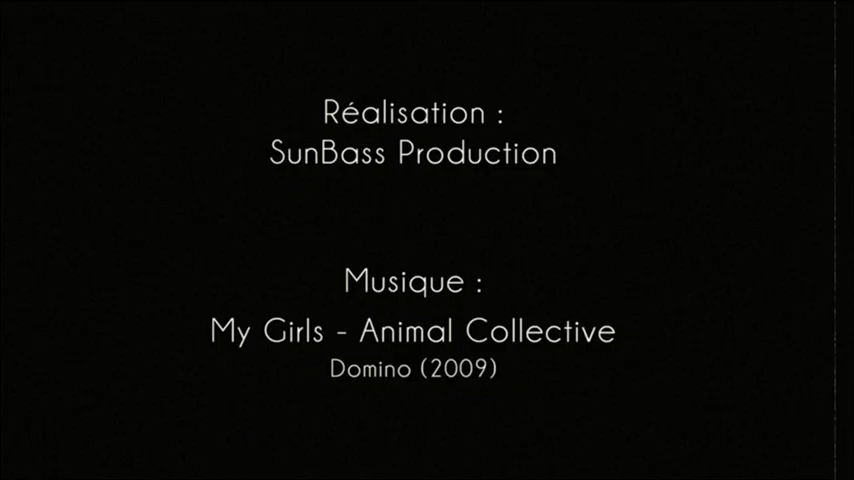 Réalisation :
SunBass Production
Musique :
My Girls - Animal Collective
Domino (2009)